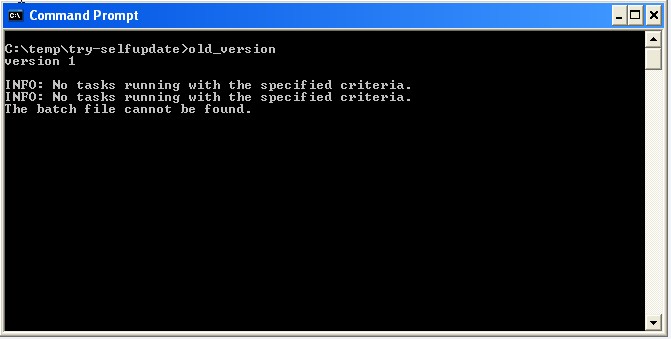 Command Prompt
C:\temp\try-selfupdate>old_version
version 1
INFO: No tasks running with the specified criteria.
INFO: No tasks running with the specified criteria.
The batch file cannot be found.